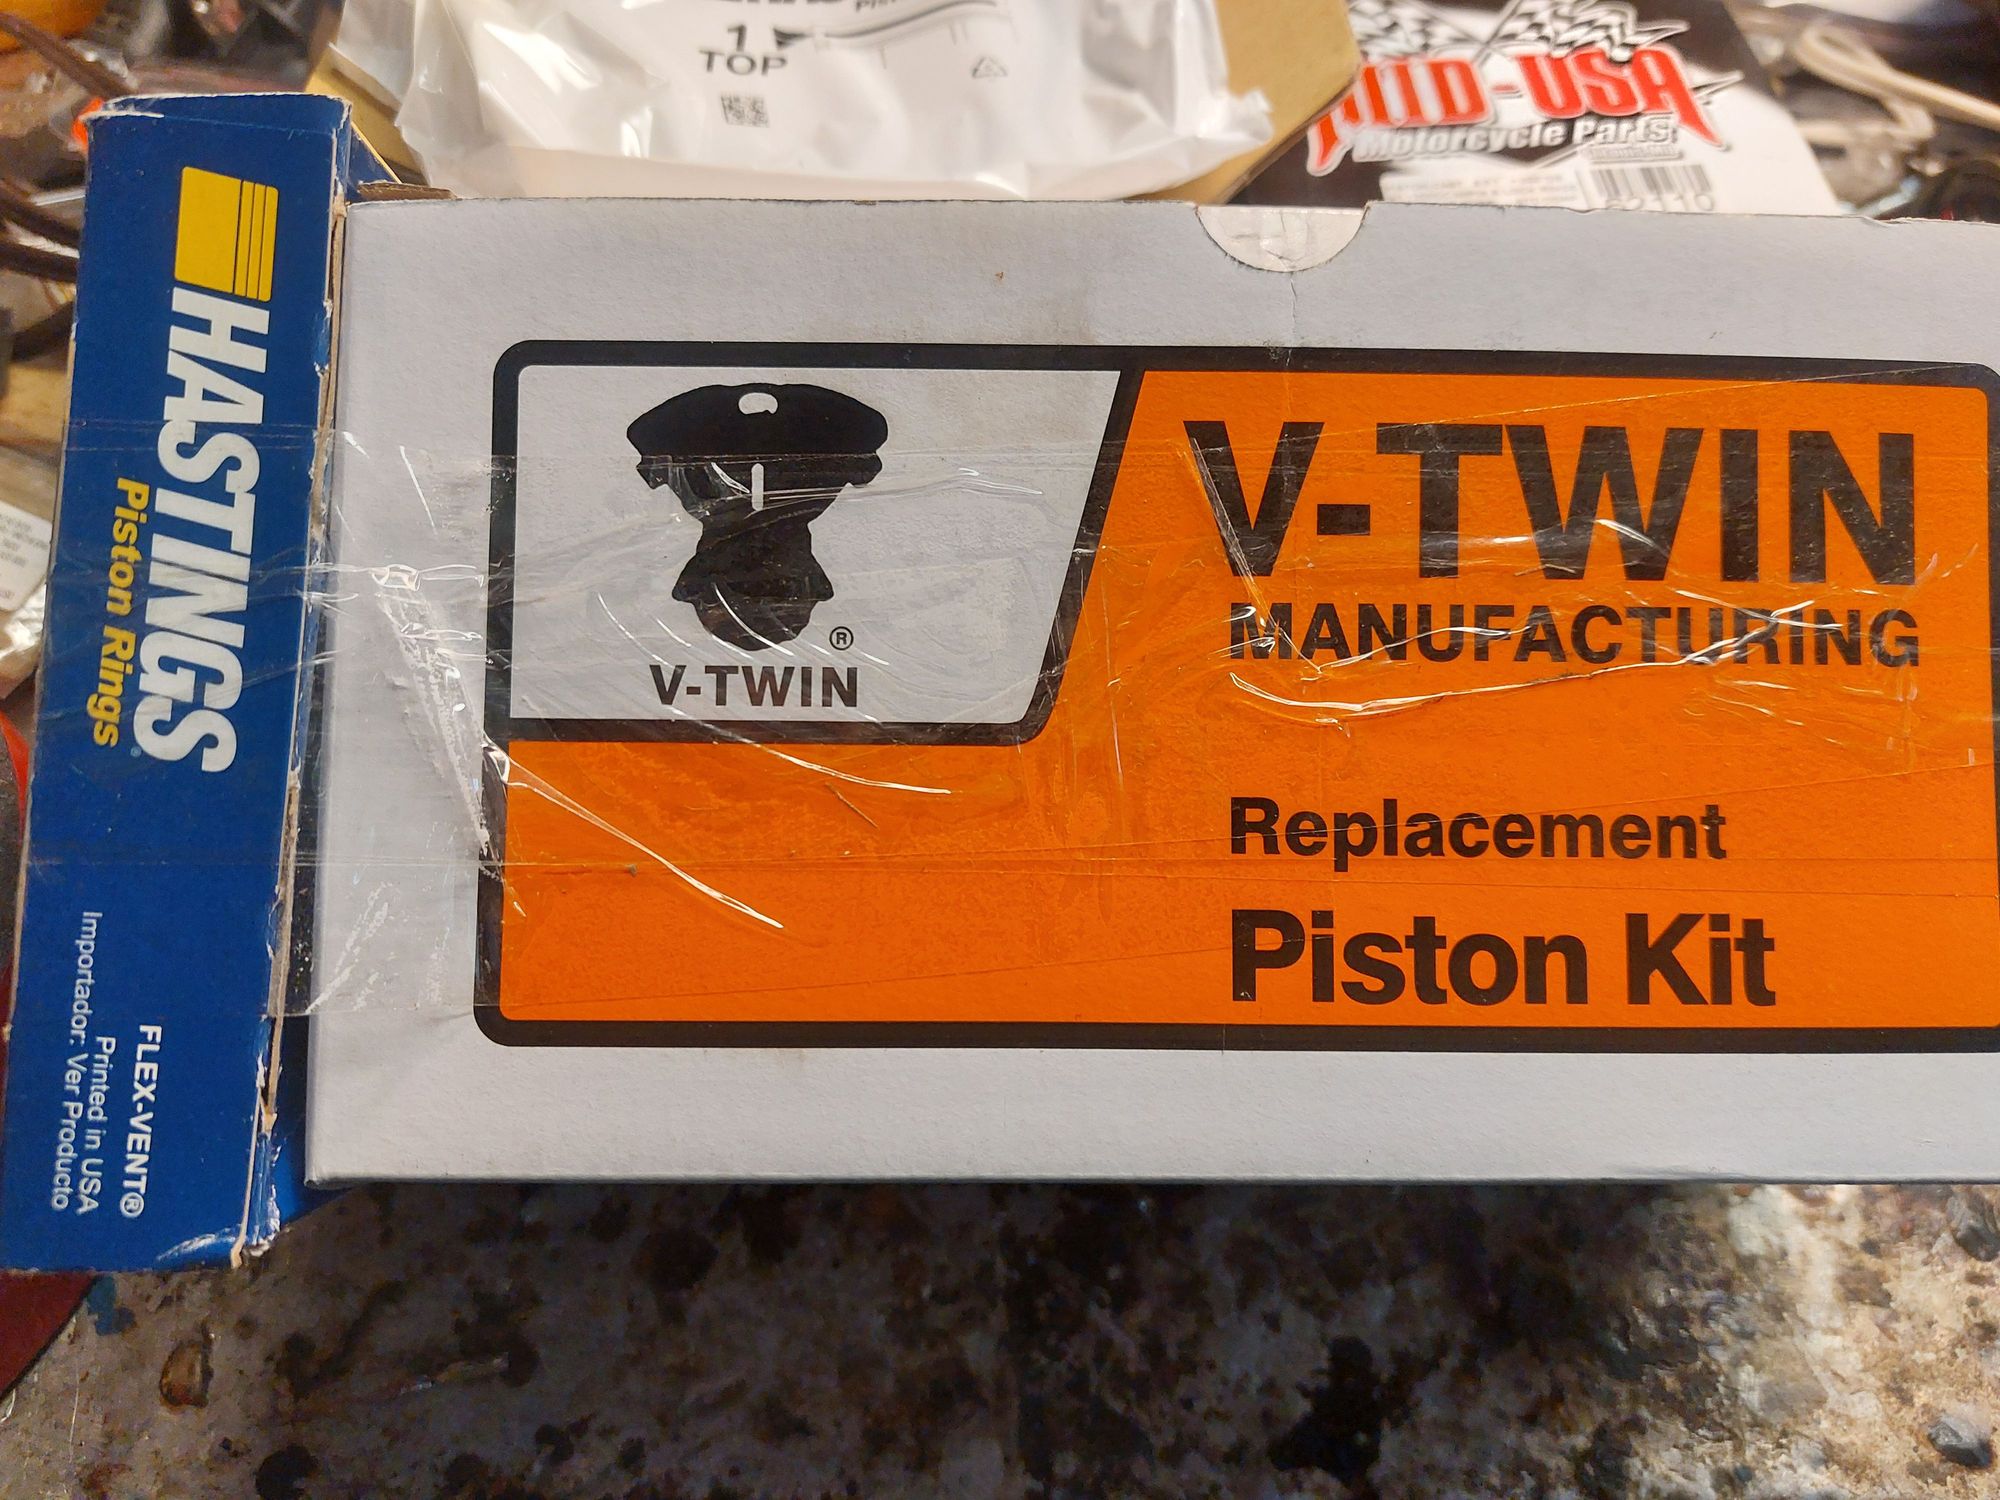 1
TOP
MID-USA
Motorcycle Parts
HASTINGS
Piston Rings
FLEX-VENT®
Printed in USA
Importador: Ver Producto
®
V-TWIN
V-TWIN
MANUFACTURING
Replacement
Piston Kit